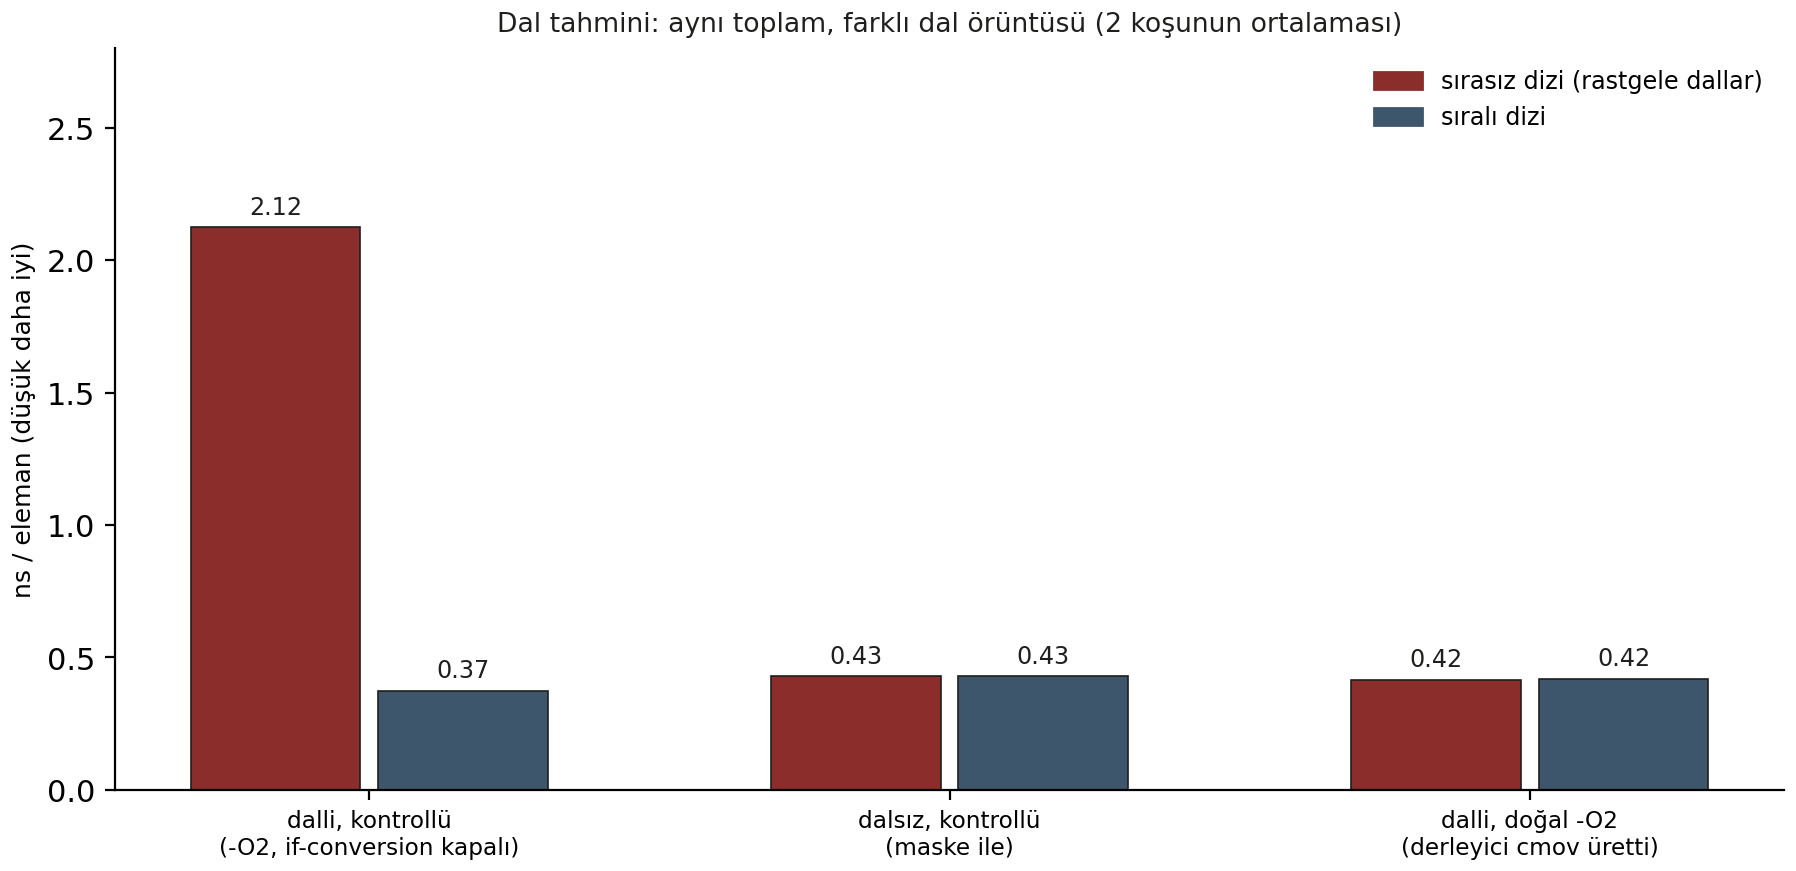 Dal tahmini: aynı toplam, farklı dal örüntüsü (2 koşunun ortalaması)
sırasız dizi (rastgele dallar)
sıralı dizi
ns / eleman (düşük daha iyi)
2.5
2.0
1.5
1.0
0.5
0.0
2.12
0.37
0.43
0.43
0.42
0.42
dalli, kontrollü
(-O2, if-conversion kapalı)
dalsız, kontrollü
(maske ile)
dalli, doğal -O2
(derleyici cmov üretti)